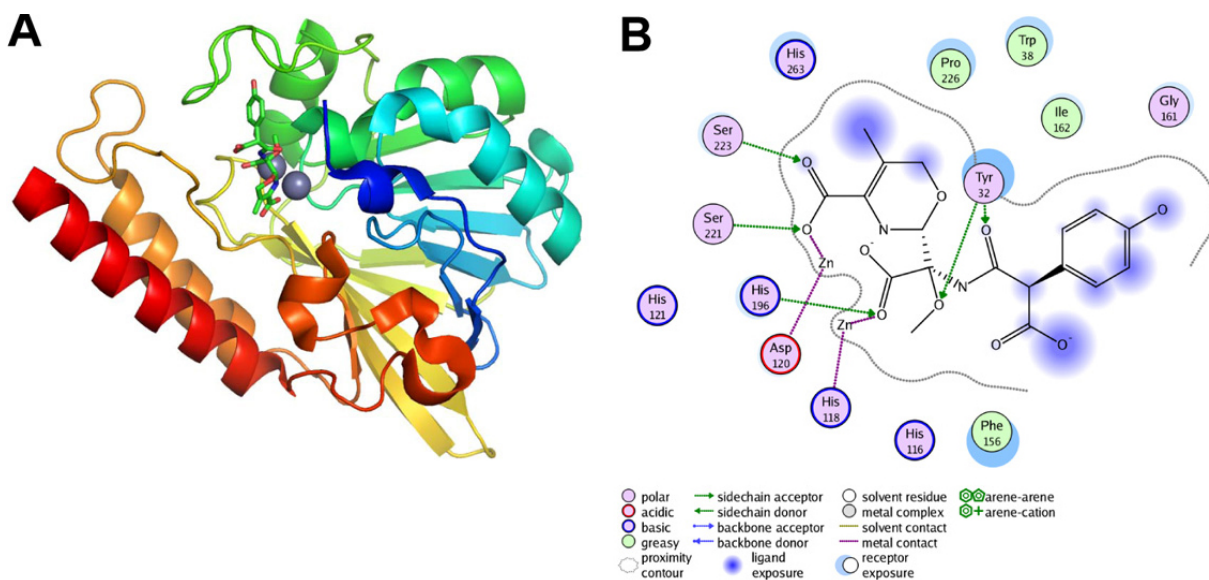 A
B
His
263
Pro
226
Trp
38
Ile
162
Gly
161
Ser
223
Tyr
32
O
O
O
O
Ser
221
O
N
Zn
O-
O
N
His
121
His
196
O
Zn
O
O
O-
Asp
120
His
118
His
116
Phe
156
polar
acidic
basic
greasy
proximity
contour
sidechain acceptor
sidechain donor
backbone acceptor
backbone donor
ligand
exposure
solvent residue
metal complex
solvent contact
metal contact
receptor
exposure
arene-arene
arene-cation